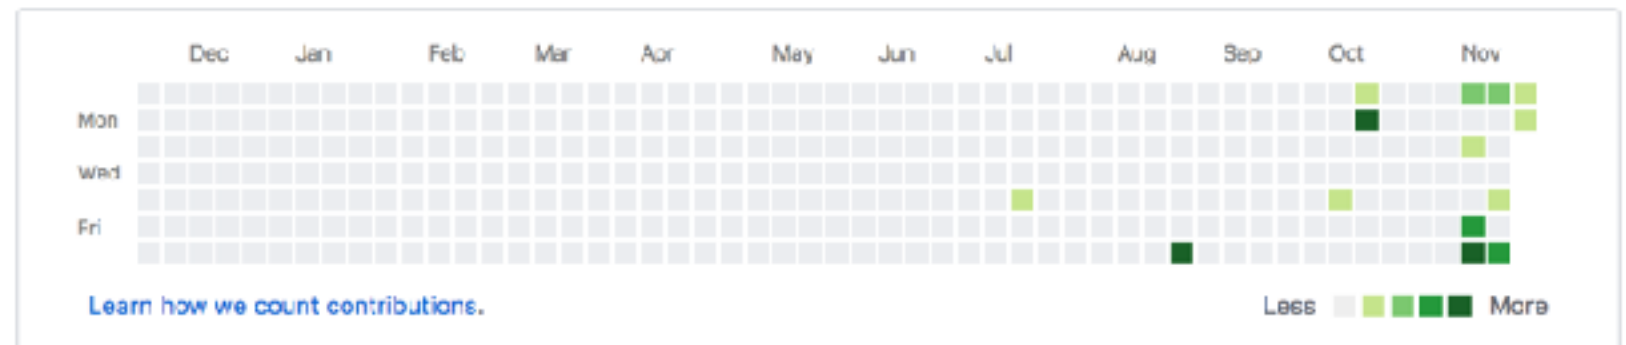 Dec Jan Feb Mar Apr May Jun Jul Aug Sep Oct Nov
Mon
Wed
Fri
Learn how we count contributions. Less More